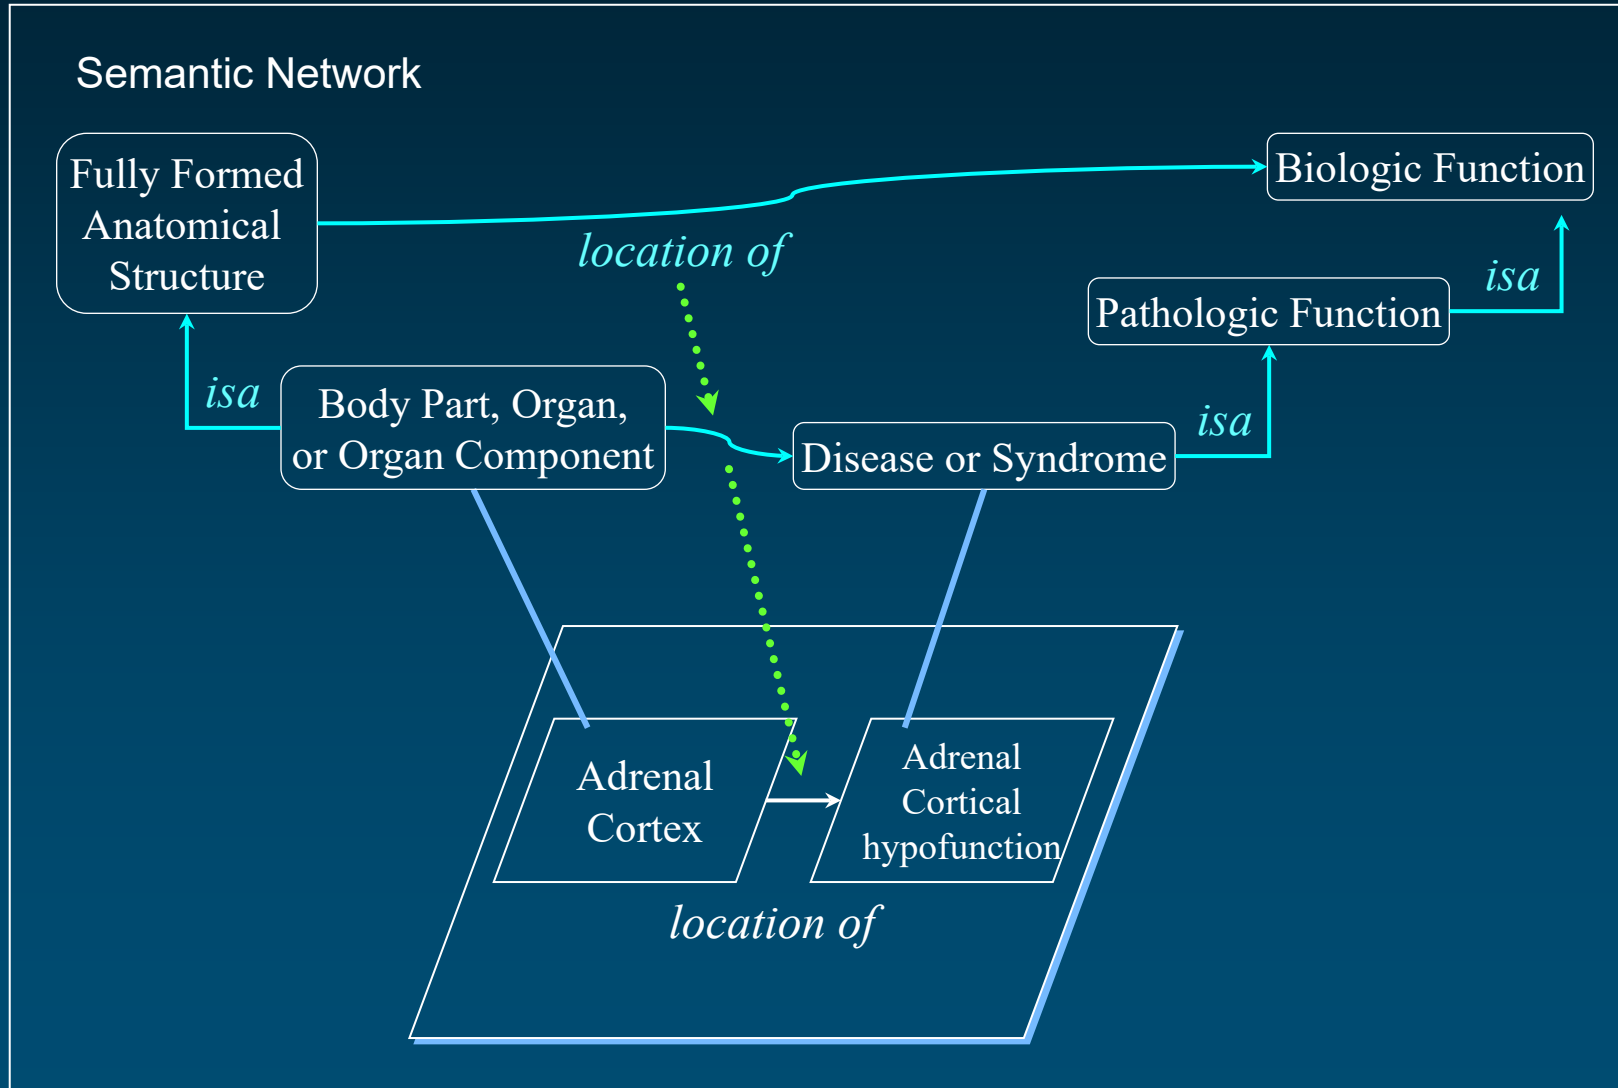 Semantic Network
Fully Formed
Anatomical
Structure
Biologic Function
location of
isa
Pathologic Function
isa
Body Part, Organ,
or Organ Component
isa
Disease or Syndrome
Adrenal
Cortex
Adrenal
Cortical
hypofunction
location of